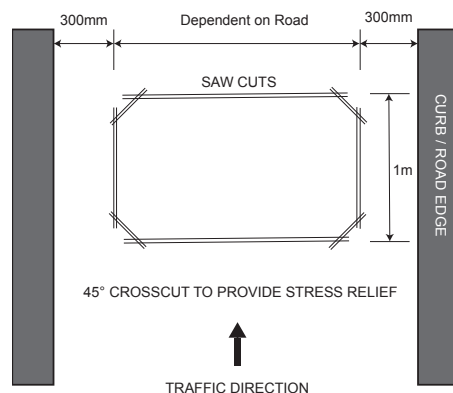 300mm
Dependent on Road
300mm
SAW CUTS
CURB / ROAD EDGE
1m
45° CROSSCUT TO PROVIDE STRESS RELIEF
TRAFFIC DIRECTION